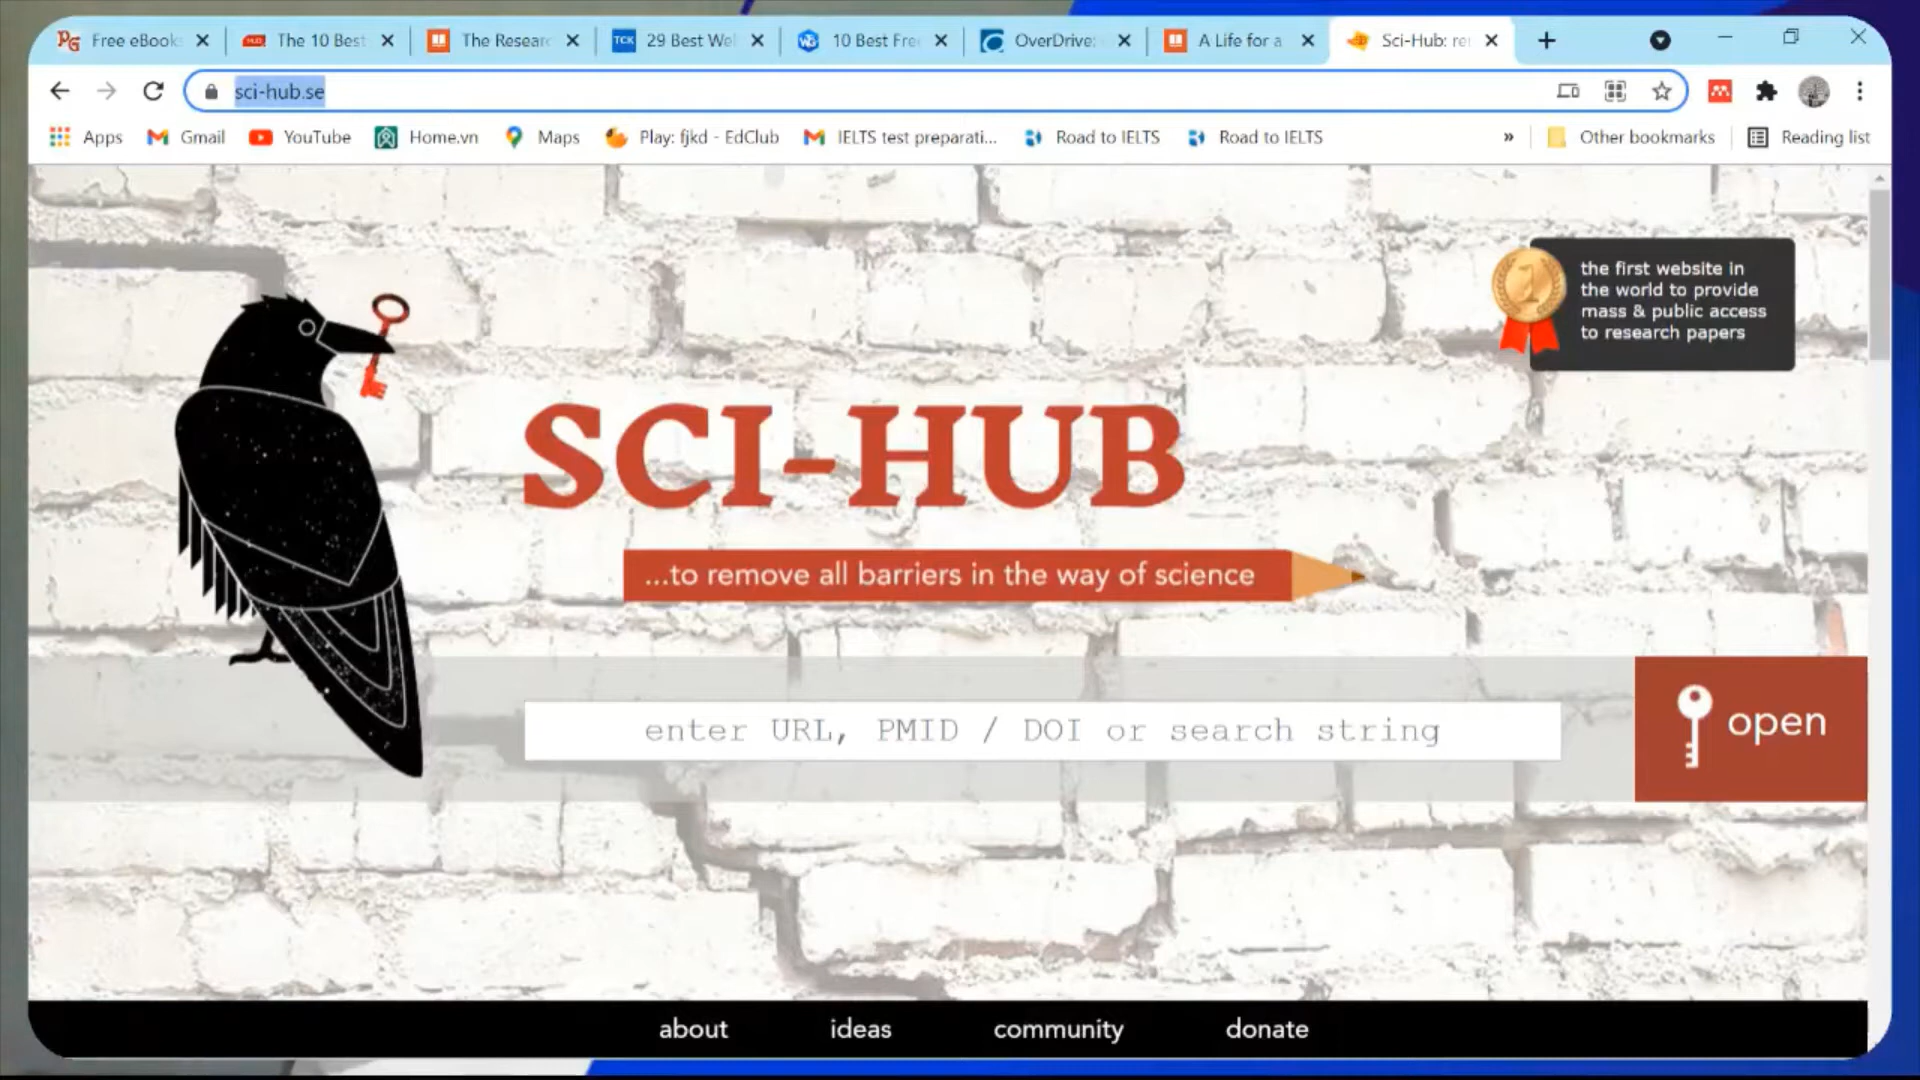 Free eBooks
The 10 Best
The Resear
TCK
29 Best We
10 Best Fre
OverDrive:
A Life for a
Sci-Hub: re
sci-hub.se
Apps
Gmail
YouTube
Home.vn
Maps
Play: fjkd - EdClub
IELTS test preparati...
Road to IELTS
Road to IELTS
»
Other bookmarks
Reading list
the first website in
the world to provide
mass & public access
to research papers
1
SCI-HUB
...to remove all barriers in the way of science
enter URL, PMID / DOI or search string
open
about
ideas
community
donate